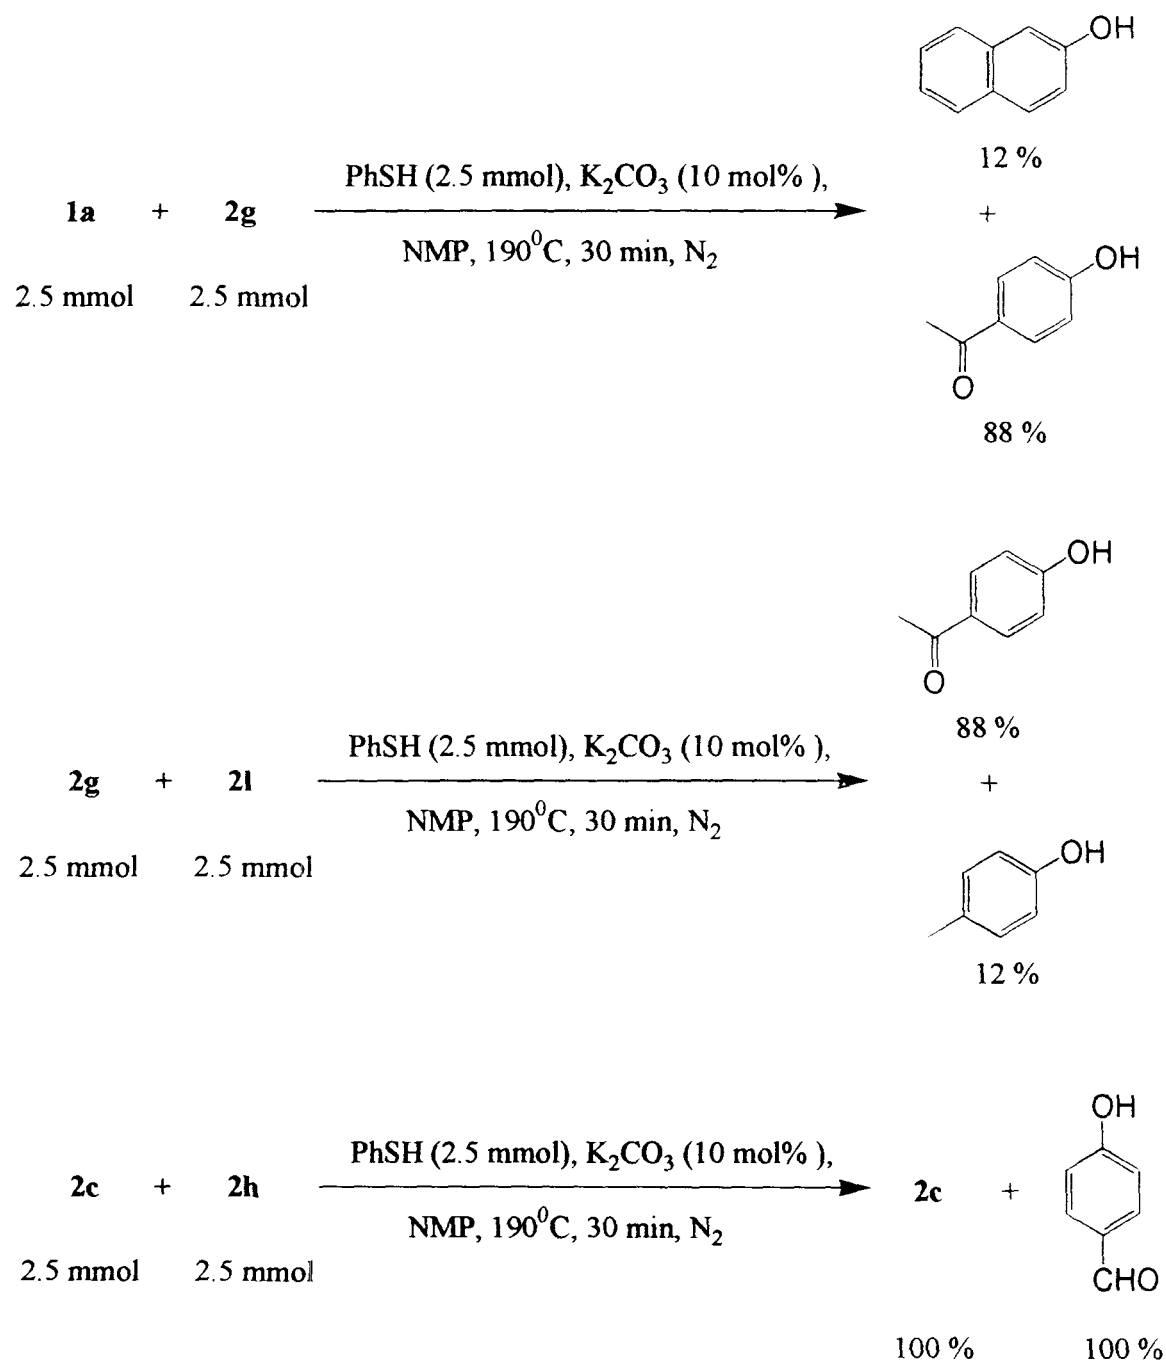 OH
12 %
PhSH (2.5 mmol), K₂CO₃ (10 mol% ),
1a + 2g
+
NMP, 190⁰C, 30 min, N₂
2.5 mmol 2.5 mmol
OH
O
88 %
OH
O
88 %
PhSH (2.5 mmol), K₂CO₃ (10 mol% ),
2g + 2l
+
NMP, 190⁰C, 30 min, N₂
2.5 mmol 2.5 mmol
OH
12 %
OH
PhSH (2.5 mmol), K₂CO₃ (10 mol% ),
2c + 2h
2c +
NMP, 190⁰C, 30 min, N₂
2.5 mmol 2.5 mmol
CHO
100 % 100 %